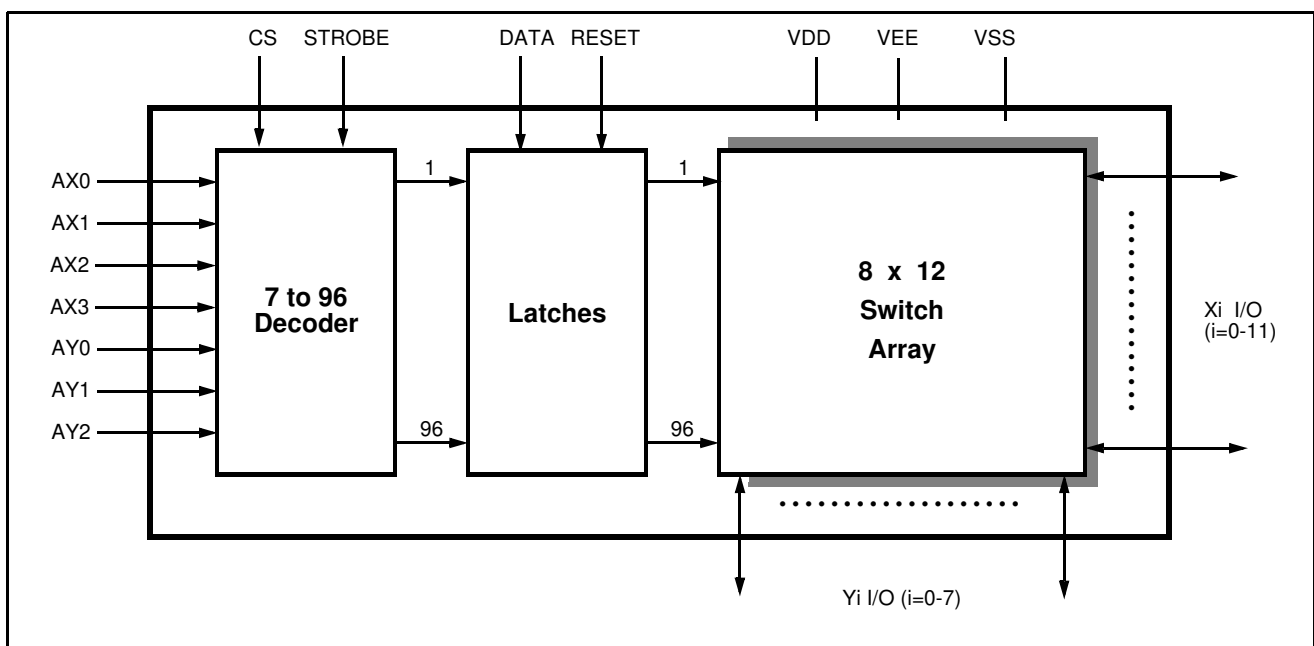 CS STROBE DATA RESET VDD VEE VSS
AX0
AX1
AX2
AX3
AY0
AY1
AY2
7 to 96
Decoder
1
96
Latches
1
96
8 x 12
Switch
Array
Xi I/O
(i=0-11)
Yi I/O (i=0-7)